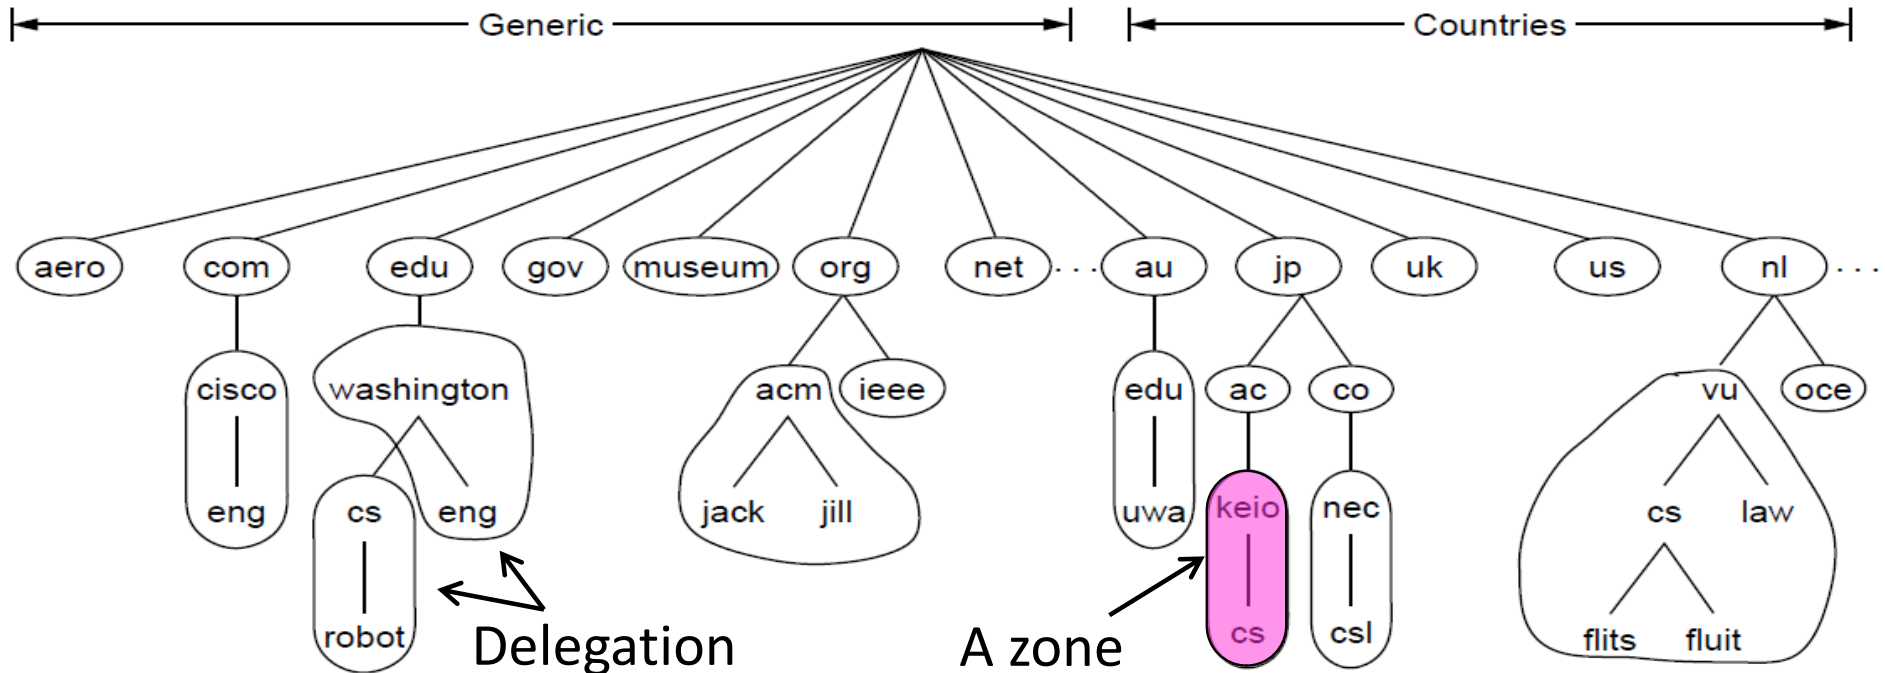 Generic Countries
aero com edu gov museum org net ... au jp uk us nl ...
cisco washington acm ieee edu ac co vu oce
eng cs eng jack jill uwa keio nec cs law
robot cs csl flits fluit
Delegation A zone